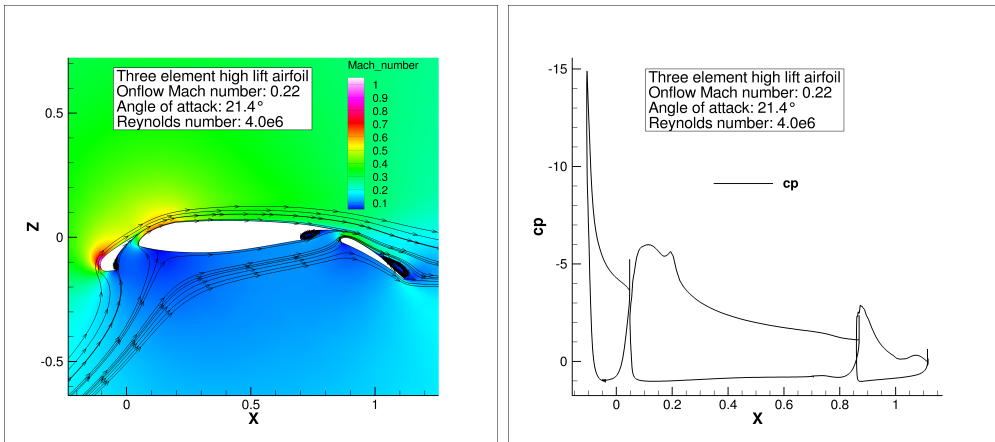 Mach_number
Three element high lift airfoil
Onflow Mach number: 0.22
Angle of attack: 21.4°
Reynolds number: 4.0e6
1
0.9
0.8
0.7
0.6
0.5
0.4
0.3
0.2
0.1
0.5
0
-0.5
Z
0
0.5
1
X
Three element high lift airfoil
Onflow Mach number: 0.22
Angle of attack: 21.4°
Reynolds number: 4.0e6
cp
-15
-10
-5
0
cp
0
0.2
0.4
0.6
0.8
1
X